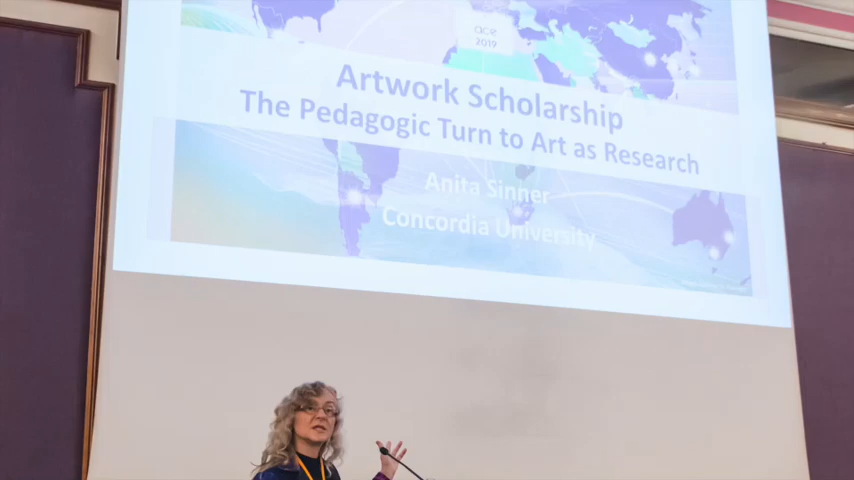 ace
2019
Artwork Scholarship
The Pedagogic Turn to Art as Research
Anita Sinner
Concordia University